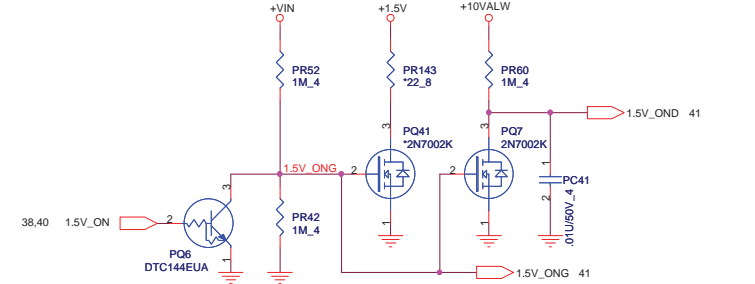 +VIN
+1.5V
+10VALW
PR52
1M_4
PR143
*22_8
PR60
1M_4
1.5V_OND 41
3
PQ41
*2N7002K
3
PQ7
2N7002K
1.5V_ONG
2
2
1
PC41
2
.01U/50V_4
3
38,40 1.5V_ON
2
PR42
1M_4
1
1
1
PQ6
DTC144EUA
1.5V_ONG 41